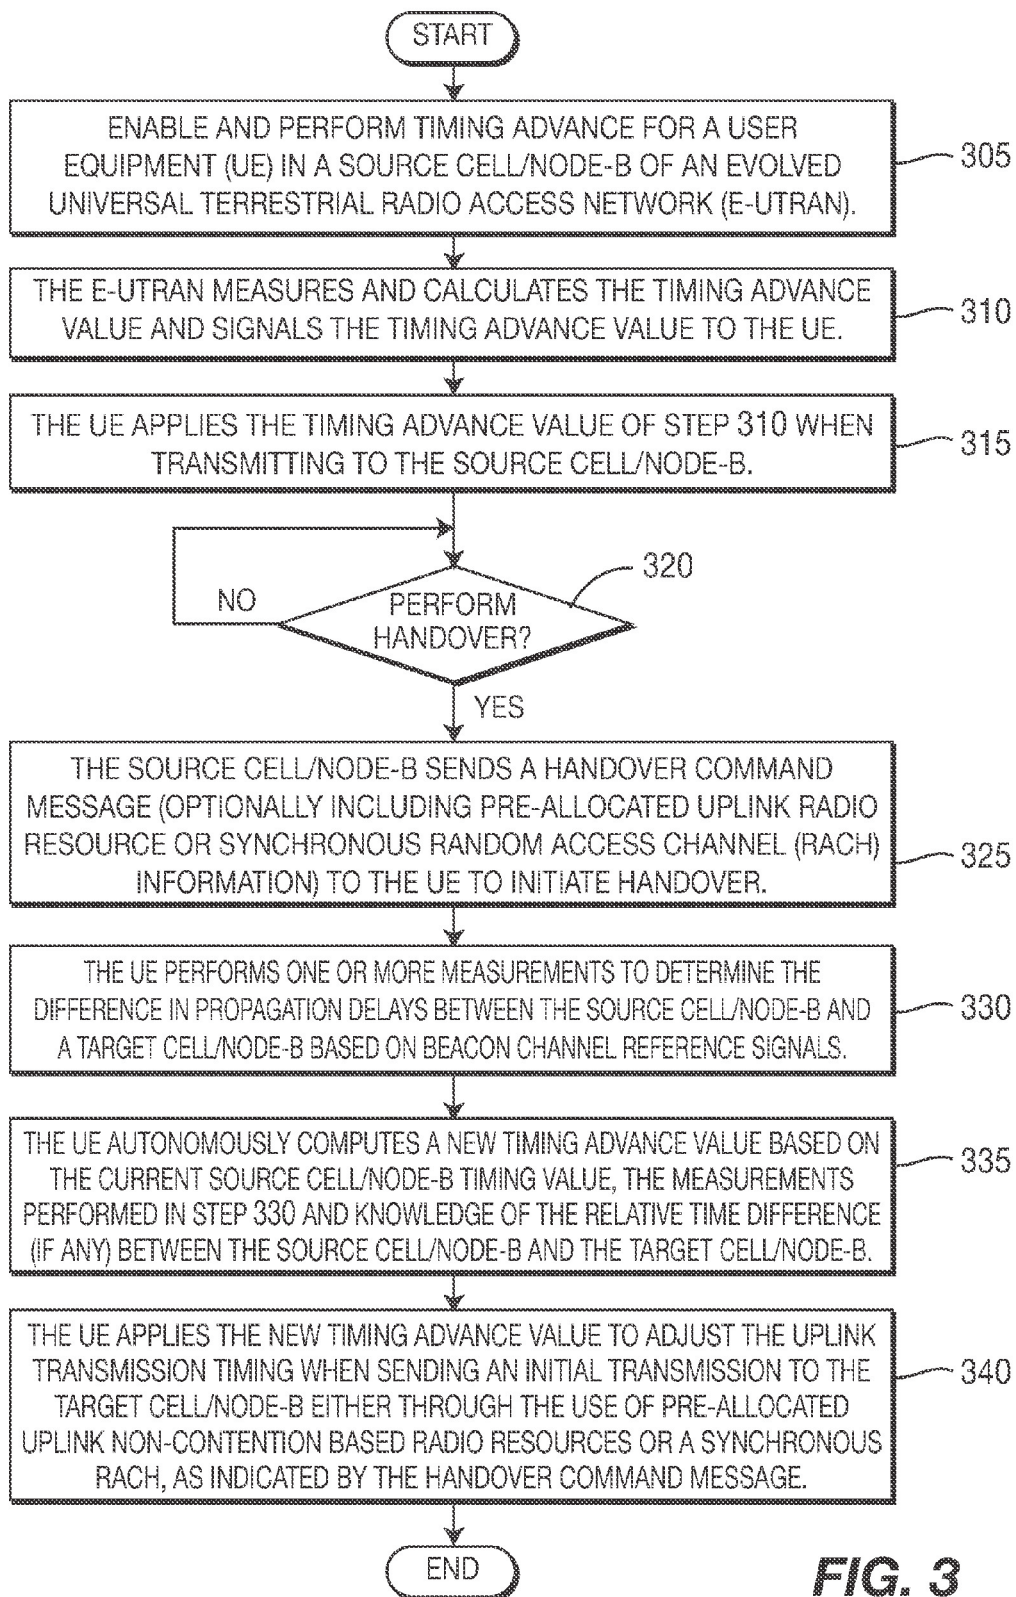 START
ENABLE AND PERFORM TIMING ADVANCE FOR A USER
EQUIPMENT (UE) IN A SOURCE CELL/NODE-B OF AN EVOLVED
UNIVERSAL TERRESTRIAL RADIO ACCESS NETWORK (E-UTRAN).
305
THE E-UTRAN MEASURES AND CALCULATES THE TIMING ADVANCE
VALUE AND SIGNALS THE TIMING ADVANCE VALUE TO THE UE.
310
THE UE APPLIES THE TIMING ADVANCE VALUE OF STEP 310 WHEN
TRANSMITTING TO THE SOURCE CELL/NODE-B.
315
320
NO
PERFORM
HANDOVER?
YES
THE SOURCE CELL/NODE-B SENDS A HANDOVER COMMAND
MESSAGE (OPTIONALLY INCLUDING PRE-ALLOCATED UPLINK RADIO
RESOURCE OR SYNCHRONOUS RANDOM ACCESS CHANNEL (RACH)
INFORMATION) TO THE UE TO INITIATE HANDOVER.
325
THE UE PERFORMS ONE OR MORE MEASUREMENTS TO DETERMINE THE
DIFFERENCE IN PROPAGATION DELAYS BETWEEN THE SOURCE CELL/NODE-B AND
A TARGET CELL/NODE-B BASED ON BEACON CHANNEL REFERENCE SIGNALS.
330
THE UE AUTONOMOUSLY COMPUTES A NEW TIMING ADVANCE VALUE BASED ON
THE CURRENT SOURCE CELL/NODE-B TIMING VALUE, THE MEASUREMENTS
PERFORMED IN STEP 330 AND KNOWLEDGE OF THE RELATIVE TIME DIFFERENCE
(IF ANY) BETWEEN THE SOURCE CELL/NODE-B AND THE TARGET CELL/NODE-B.
335
THE UE APPLIES THE NEW TIMING ADVANCE VALUE TO ADJUST THE UPLINK
TRANSMISSION TIMING WHEN SENDING AN INITIAL TRANSMISSION TO THE
TARGET CELL/NODE-B EITHER THROUGH THE USE OF PRE-ALLOCATED
UPLINK NON-CONTENTION BASED RADIO RESOURCES OR A SYNCHRONOUS
RACH, AS INDICATED BY THE HANDOVER COMMAND MESSAGE.
340
END
FIG. 3